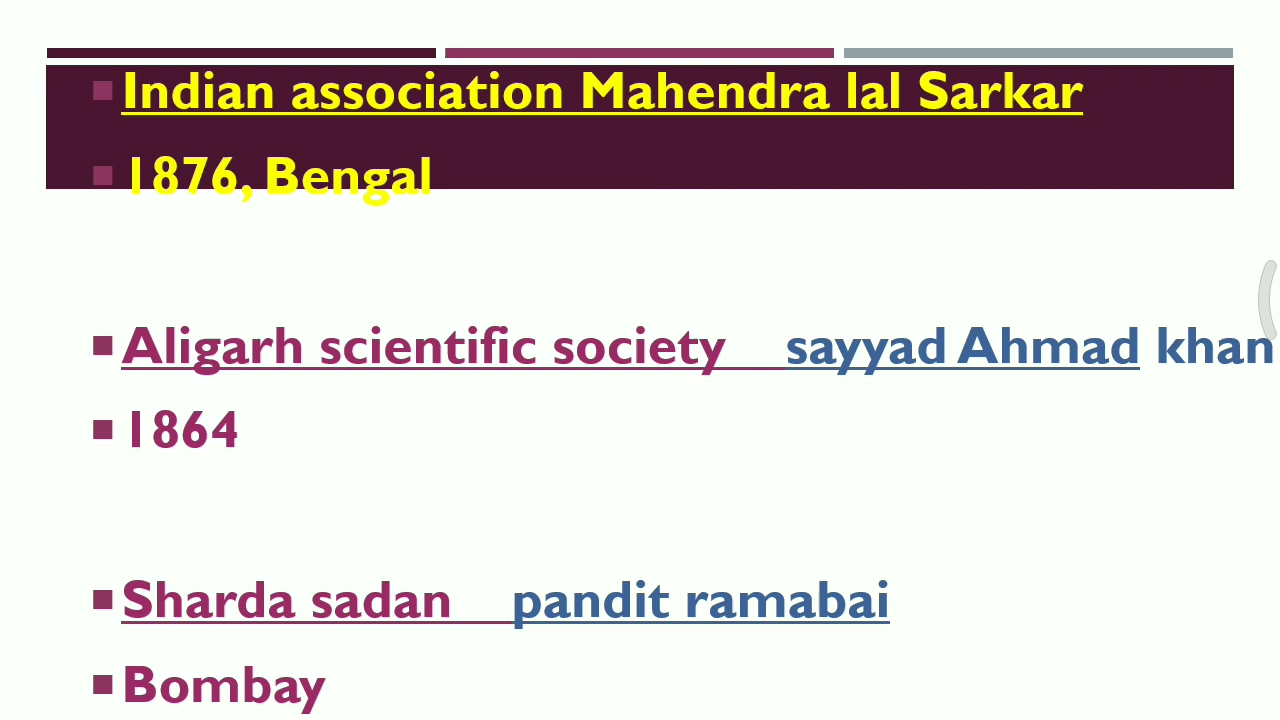 Indian association Mahendra lal Sarkar
1876, Bengal
Aligarh scientific society sayyad Ahmad khan
1864
Sharda sadan pandit ramabai
Bombay